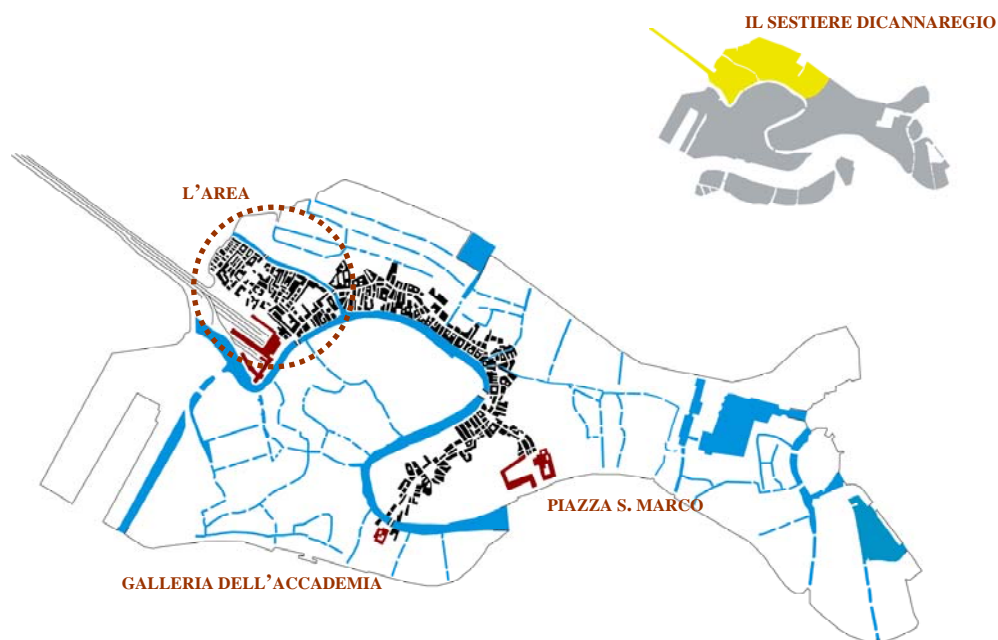 IL SESTIERE DICANNAREGIO
L'AREA
PIAZZA S. MARCO
GALLERIA DELL'ACCADEMIA